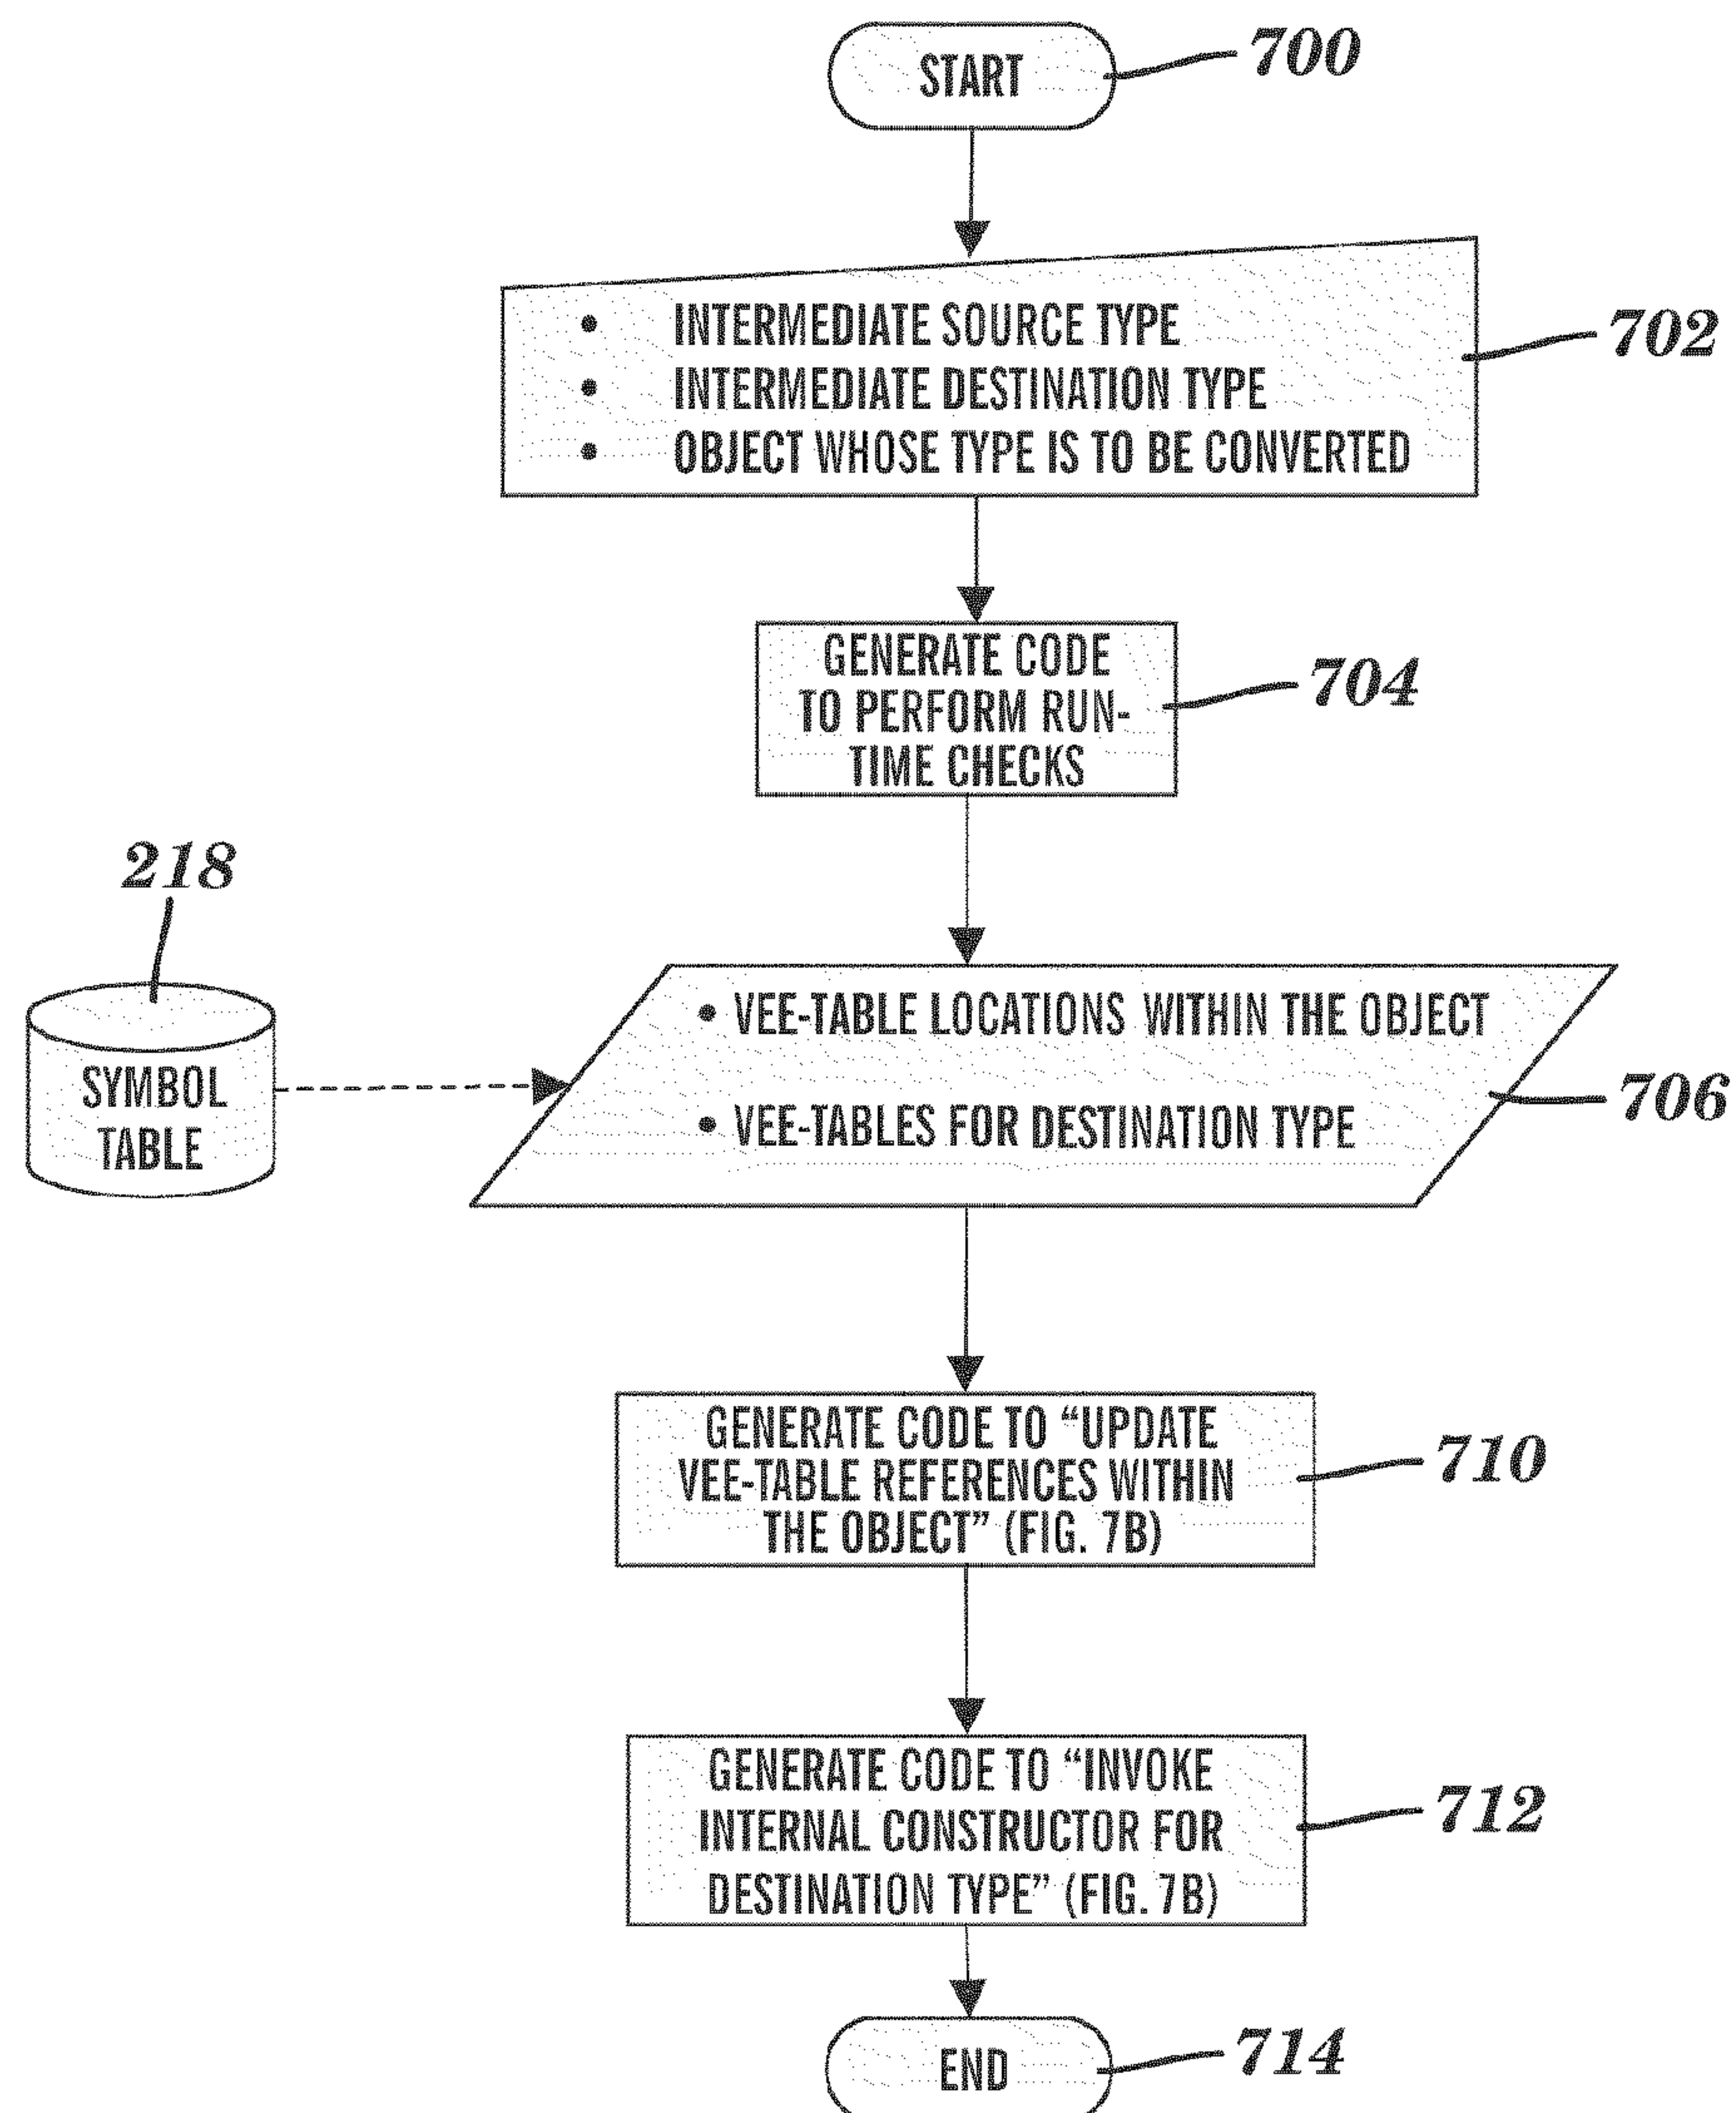 START
700
• INTERMEDIATE SOURCE TYPE
• INTERMEDIATE DESTINATION TYPE
• OBJECT WHOSE TYPE IS TO BE CONVERTED
702
GENERATE CODE
TO PERFORM RUN-
TIME CHECKS
704
218
SYMBOL
TABLE
• VEE-TABLE LOCATIONS WITHIN THE OBJECT
• VEE-TABLES FOR DESTINATION TYPE
706
GENERATE CODE TO “UPDATE
VEE-TABLE REFERENCES WITHIN
THE OBJECT” (FIG. 7B)
710
GENERATE CODE TO “INVOKE
INTERNAL CONSTRUCTOR FOR
DESTINATION TYPE” (FIG. 7B)
712
END
714